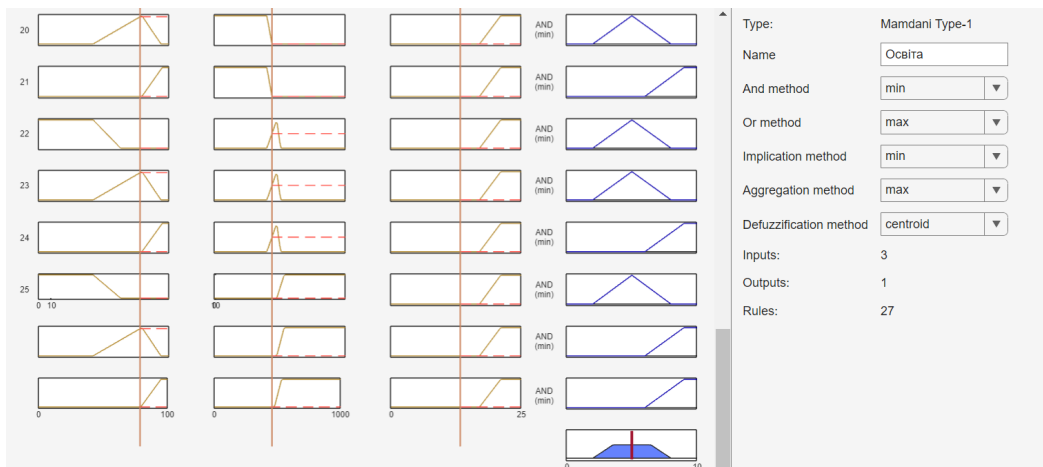 20
AND
(min)
21
AND
(min)
22
AND
(min)
23
AND
(min)
24
AND
(min)
25
0 10
AND
(min)
AND
(min)
AND
(min)
0 100
0 1000
0 25
0 10
Type: Mamdani Type-1
Name Освіта
And method min
Or method max
Implication method min
Aggregation method max
Defuzzification method centroid
Inputs: 3
Outputs: 1
Rules: 27